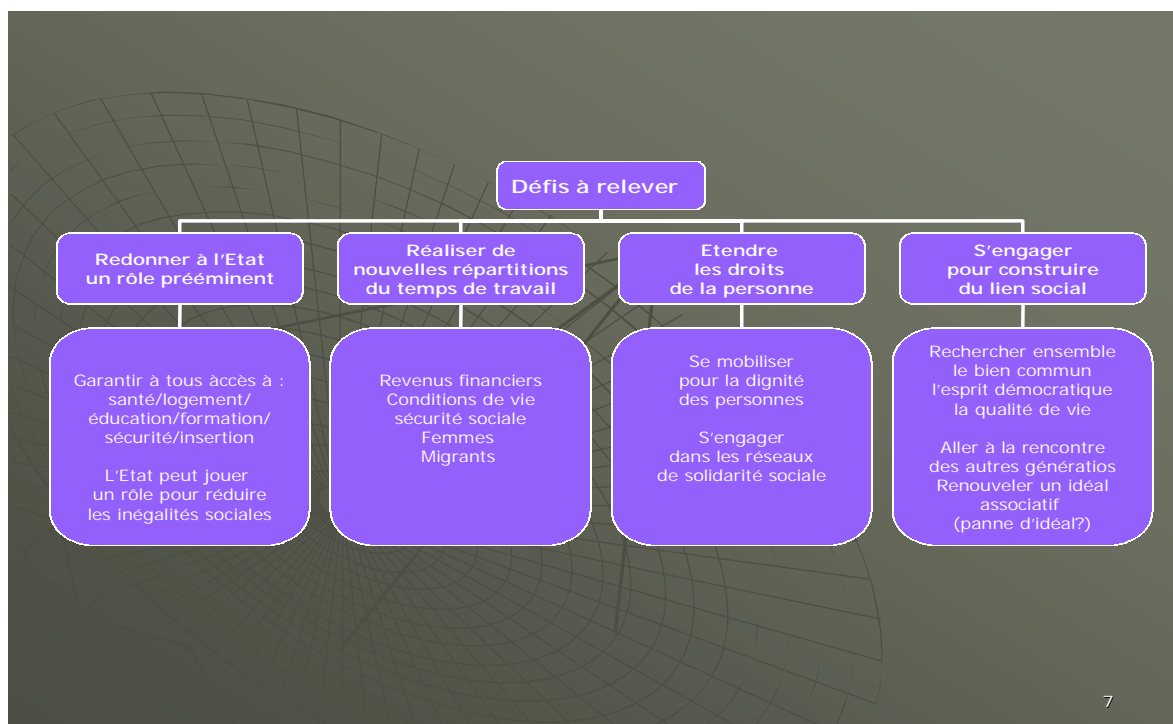 Défis à relever
Redonner à l'Etat
un rôle prééminent
Réaliser de
nouvelles répartitions
du temps de travail
Etendre
les droits
de la personne
S'engager
pour construire
du lien social
Garantir à tous àccès à :
santé/logement/
éducation/formation/
sécurité/insertion
L'Etat peut jouer
un rôle pour réduire
les inégalités sociales
Revenus financiers
Conditions de vie
sécurité sociale
Femmes
Migrants
Se mobiliser
pour la dignité
des personnes
S'engager
dans les réseaux
de solidarité sociale
Rechercher ensemble
le bien commun
l'esprit démocratique
la qualité de vie
Aller à la rencontre
des autres génératios
Renouveler un idéal
associatif
(panne d'idéal?)
7